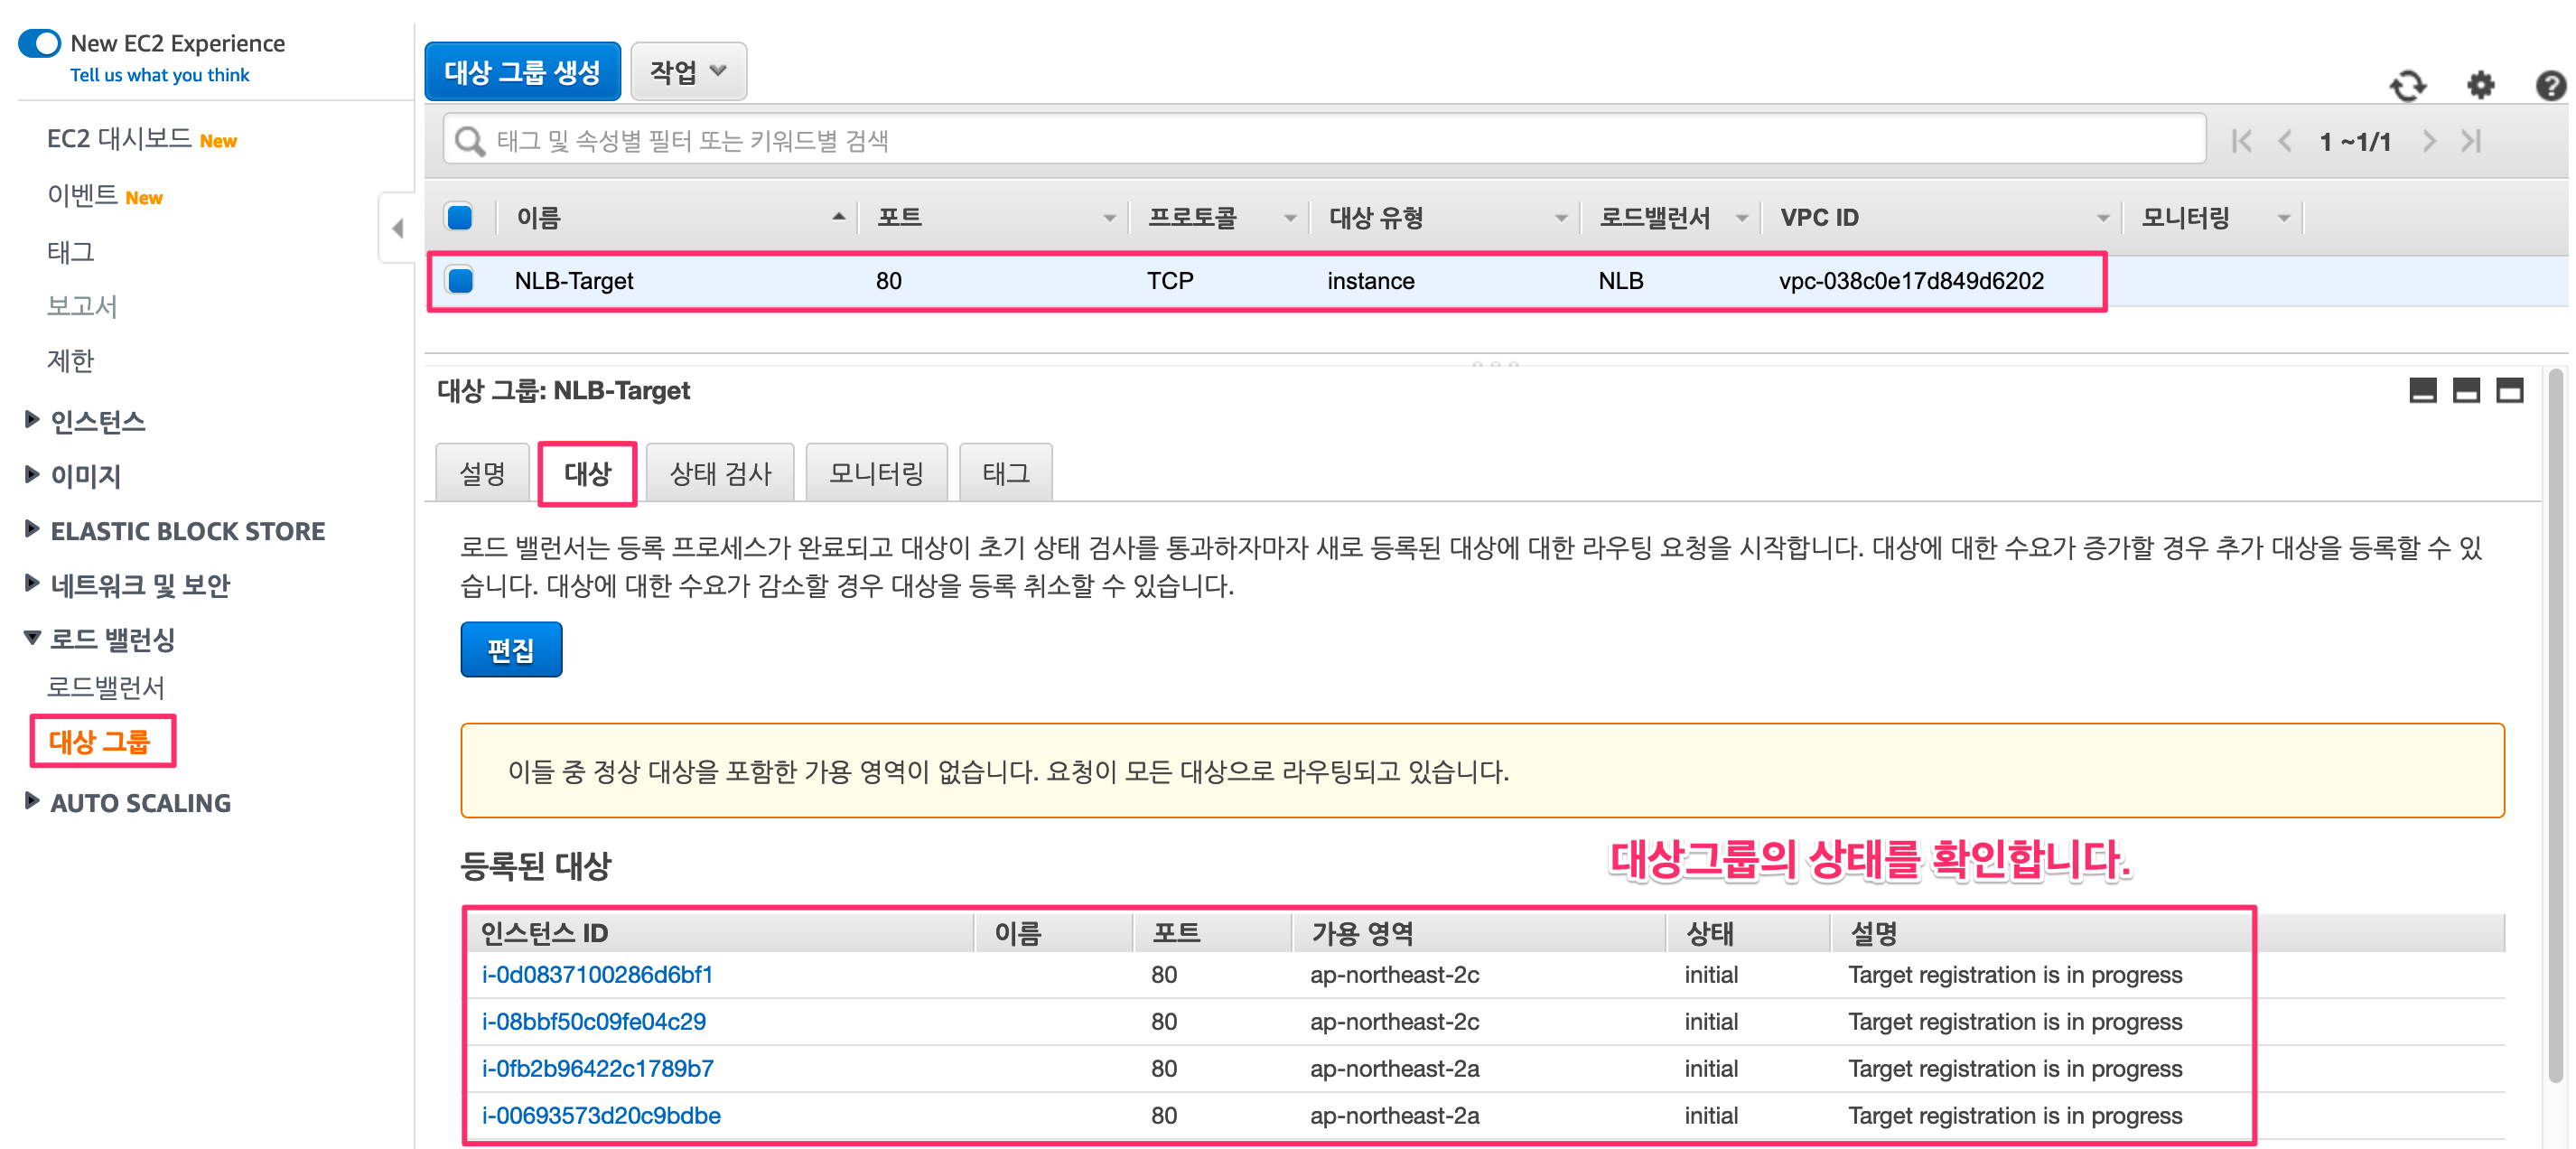 New EC2 Experience
Tell us what you think
EC2 대시보드 New
이벤트 New
태그
보고서
제한
인스턴스
이미지
ELASTIC BLOCK STORE
네트워크 및 보안
로드 밸런싱
로드밸런서
대상 그룹
AUTO SCALING
대상 그룹 생성 작업
태그 및 속성별 필터 또는 키워드별 검색 1 ~1/1
이름 포트 프로토콜 대상 유형 로드밸런서 VPC ID 모니터링
NLB-Target 80 TCP instance NLB vpc-038c0e17d849d6202
대상 그룹: NLB-Target
설명 대상 상태 검사 모니터링 태그
로드 밸런서는 등록 프로세스가 완료되고 대상이 초기 상태 검사를 통과하자마자 새로 등록된 대상에 대한 라우팅 요청을 시작합니다. 대상에 대한 수요가 증가할 경우 추가 대상을 등록할 수 있
습니다. 대상에 대한 수요가 감소할 경우 대상을 등록 취소할 수 있습니다.
편집
이들 중 정상 대상을 포함한 가용 영역이 없습니다. 요청이 모든 대상으로 라우팅되고 있습니다.
대상그룹의 상태를 확인합니다.
등록된 대상
인스턴스 ID 이름 포트 가용 영역 상태 설명
i-0d0837100286d6bf1 80 ap-northeast-2c initial Target registration is in progress
i-08bbf50c09fe04c29 80 ap-northeast-2c initial Target registration is in progress
i-0fb2b96422c1789b7 80 ap-northeast-2a initial Target registration is in progress
i-00693573d20c9bdbe 80 ap-northeast-2a initial Target registration is in progress